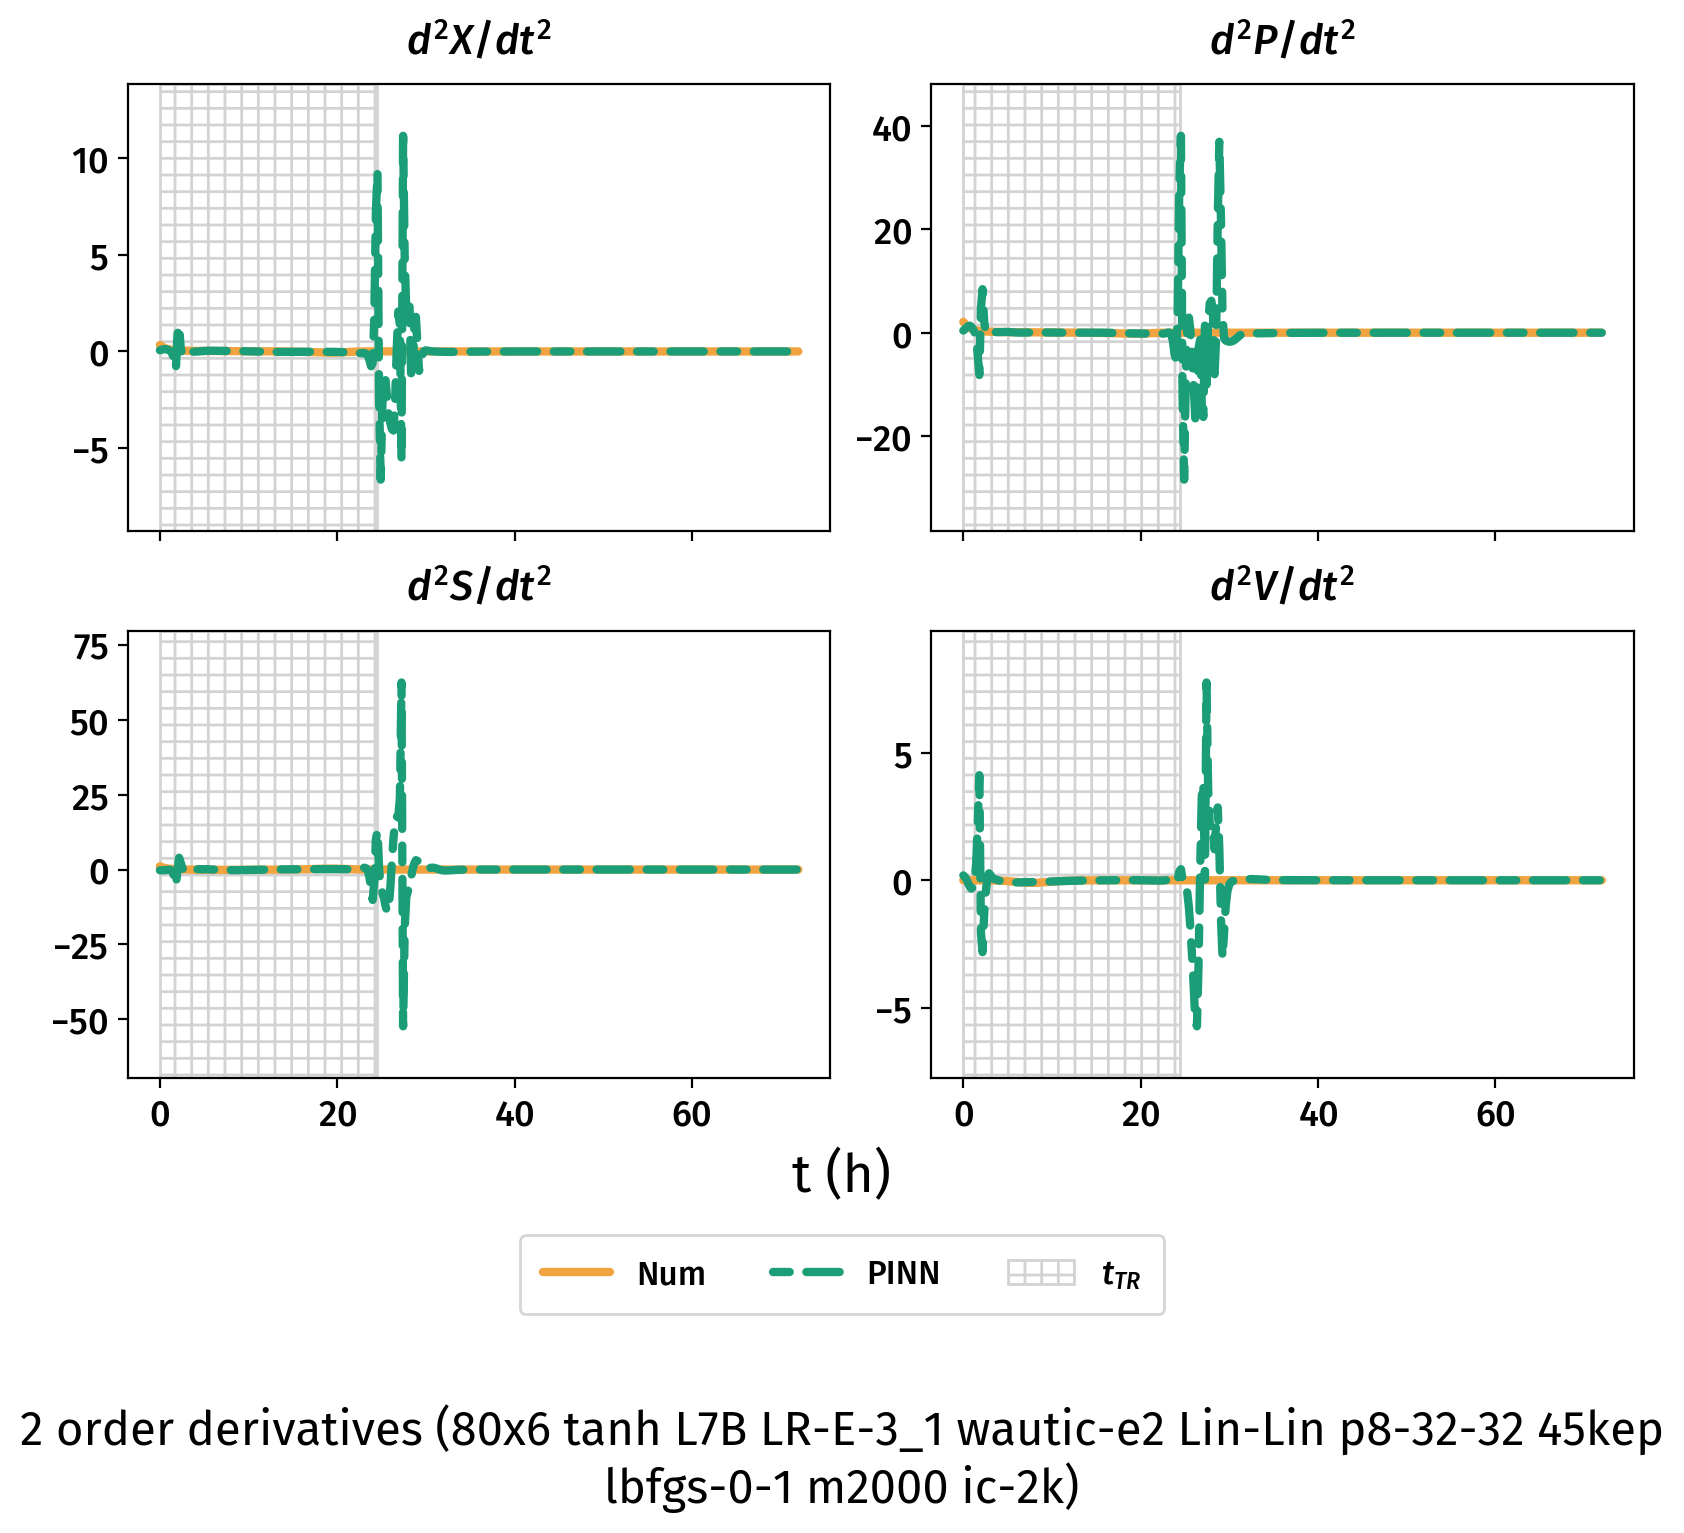 d²X/dt²
d²P/dt²
10
5
0
−5
40
20
0
−20
d²S/dt²
d²V/dt²
75
50
25
0
−25
−50
0
20
40
60
5
0
−5
0
20
40
60
t (h)
Num
PINN
t_TR
2 order derivatives (80x6 tanh L7B LR-E-3_1 wautic-e2 Lin-Lin p8-32-32 45kep
lbfgs-0-1 m2000 ic-2k)